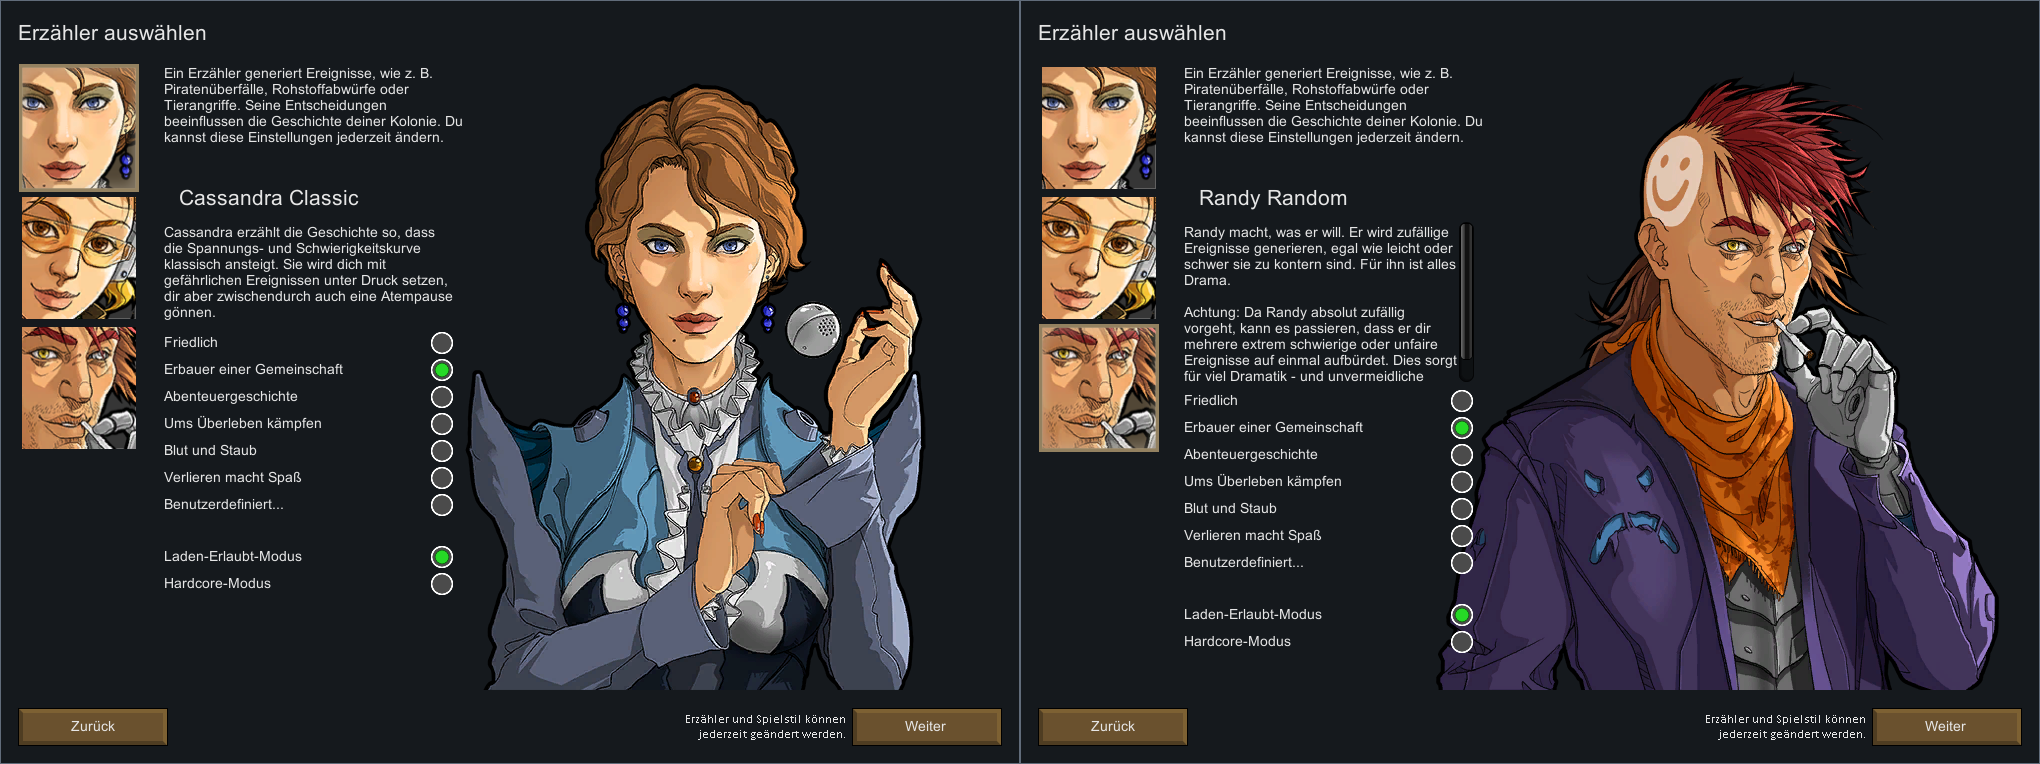 Erzähler auswählen
Ein Erzähler generiert Ereignisse, wie z. B.
Piratenüberfälle, Rohstoffabwürfe oder
Tierangriffe. Seine Entscheidungen
beeinflussen die Geschichte deiner Kolonie. Du
kannst diese Einstellungen jederzeit ändern.
Cassandra Classic
Cassandra erzählt die Geschichte so, dass
die Spannungs- und Schwierigkeitskurve
klassisch ansteigt. Sie wird dich mit
gefährlichen Ereignissen unter Druck setzen,
dir aber zwischendurch auch eine Atempause
gönnen.
Friedlich
Erbauer einer Gemeinschaft
Abenteuergeschichte
Ums Überleben kämpfen
Blut und Staub
Verlieren macht Spaß
Benutzerdefiniert...
Laden-Erlaubt-Modus
Hardcore-Modus
Zurück
Erzähler und Spielstil können
jederzeit geändert werden.
Weiter
Erzähler auswählen
Ein Erzähler generiert Ereignisse, wie z. B.
Piratenüberfälle, Rohstoffabwürfe oder
Tierangriffe. Seine Entscheidungen
beeinflussen die Geschichte deiner Kolonie. Du
kannst diese Einstellungen jederzeit ändern.
Randy Random
Randy macht, was er will. Er wird zufällige
Ereignisse generieren, egal wie leicht oder
schwer sie zu kontern sind. Für ihn ist alles
Drama.
Achtung: Da Randy absolut zufällig
vorgeht, kann es passieren, dass er dir
mehrere extrem schwierige oder unfaire
Ereignisse auf einmal aufbürdet. Dies sorgt
für viel Dramatik - und unvermeidliche
Friedlich
Erbauer einer Gemeinschaft
Abenteuergeschichte
Ums Überleben kämpfen
Blut und Staub
Verlieren macht Spaß
Benutzerdefiniert...
Laden-Erlaubt-Modus
Hardcore-Modus
Zurück
Erzähler und Spielstil können
jederzeit geändert werden.
Weiter